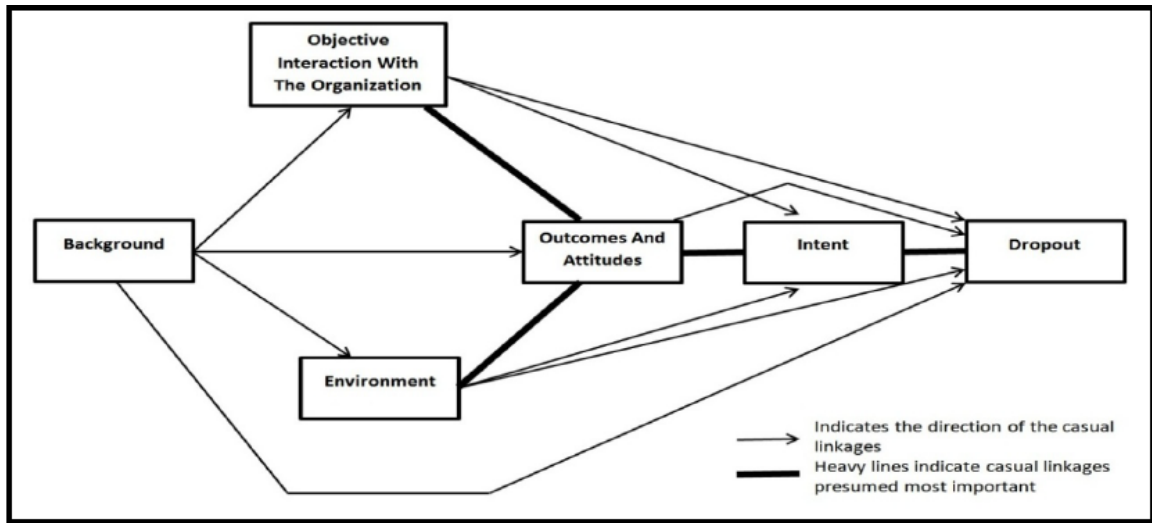 Objective
Interaction With
The Organization
Background
Outcomes And
Attitudes
Intent
Dropout
Environment
Indicates the direction of the casual
linkages
Heavy lines indicate casual linkages
presumed most important